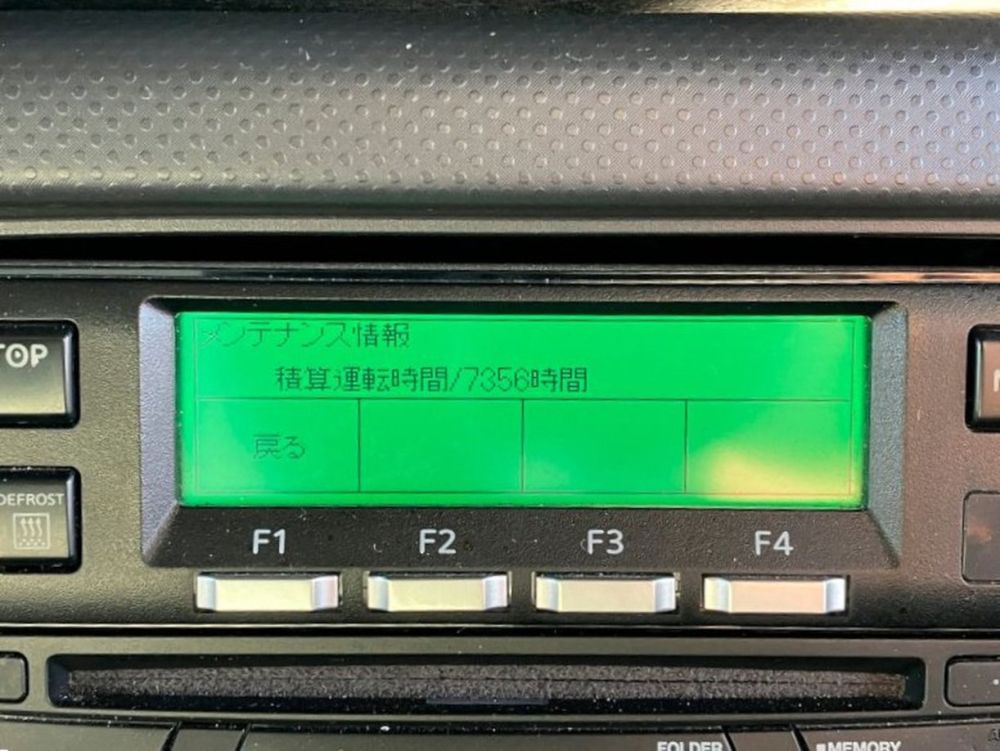 メンテナンス情報
積算運転時間/7356時間
戻る
TOP
DEFROST
F1 F2 F3 F4
FOLDER
MEMORY